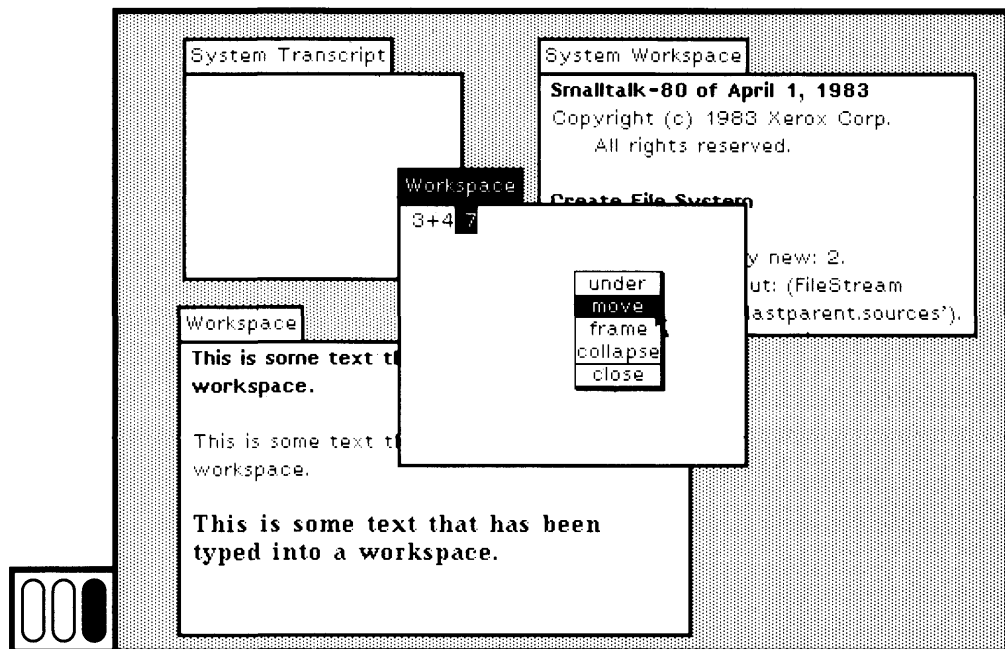 System Transcript
System Workspace
Smalltalk-80 of April 1, 1983
Copyright (c) 1983 Xerox Corp.
All rights reserved.
Create File System
y new: 2.
ut: (FileStream
lastparent.sources').
Workspace
3+4 7
under
move
frame
collapse
close
Workspace
This is some text t
workspace.
This is some text t
workspace.
This is some text that has been
typed into a workspace.